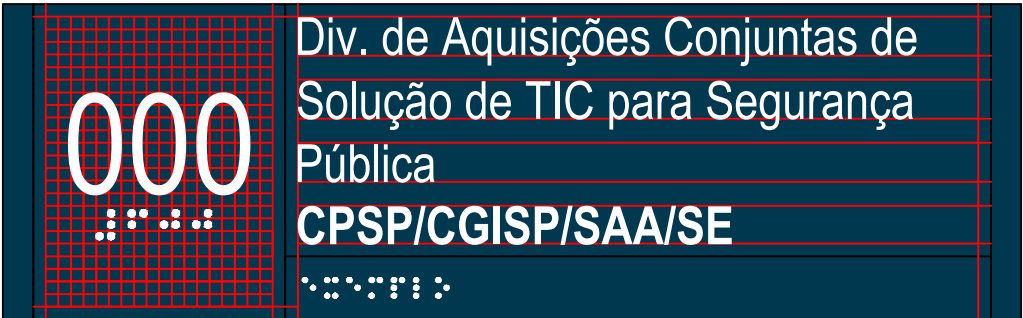 000
⠼⠋⠚⠚
Div. de Aquisições Conjuntas de
Solução de TIC para Segurança
Pública
CPSP/CGISP/SAA/SE
⠑⠭⠑⠍⠏⠇⠕